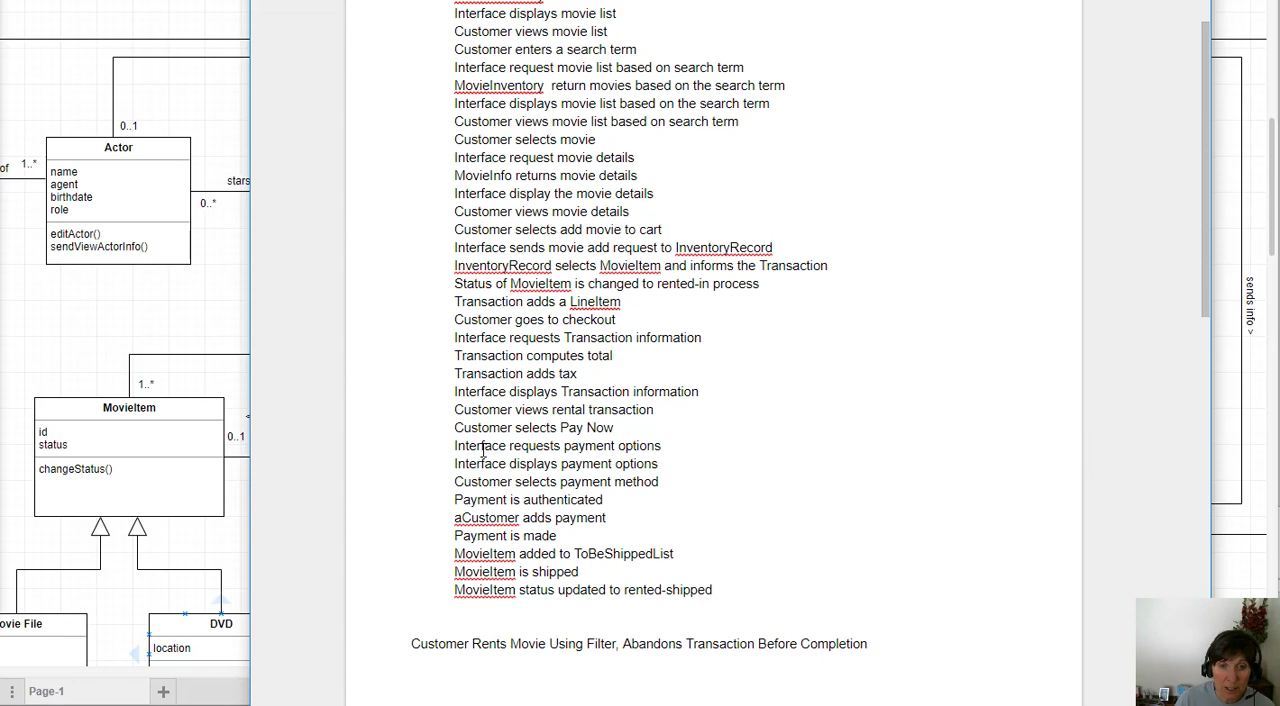 Interface displays movie list
Customer views movie list
Customer enters a search term
Interface request movie list based on search term
MovieInventory  return movies based on the search term
Interface displays movie list based on the search term
Customer views movie list based on search term
Customer selects movie
Interface request movie details
MovieInfo returns movie details
Interface display the movie details
Customer views movie details
Customer selects add movie to cart
Interface sends movie add request to InventoryRecord
InventoryRecord selects MovieItem and informs the Transaction
Status of MovieItem is changed to rented-in process
Transaction adds a LineItem
Customer goes to checkout
Interface requests Transaction information
Transaction computes total
Transaction adds tax
Interface displays Transaction information
Customer views rental transaction
Customer selects Pay Now
Interface requests payment options
Interface displays payment options
Customer selects payment method
Payment is authenticated
aCustomer adds payment
Payment is made
MovieItem added to ToBeShippedList
MovieItem is shipped
MovieItem status updated to rented-shipped
Customer Rents Movie Using Filter, Abandons Transaction Before Completion
0..1
Actor
of
1..*
name
agent
birthdate
role
stars
0..*
editActor()
sendViewActorInfo()
1..*
MovieItem
id
status
0..1
changeStatus()
ovie File
DVD
location
Page-1
sends info >